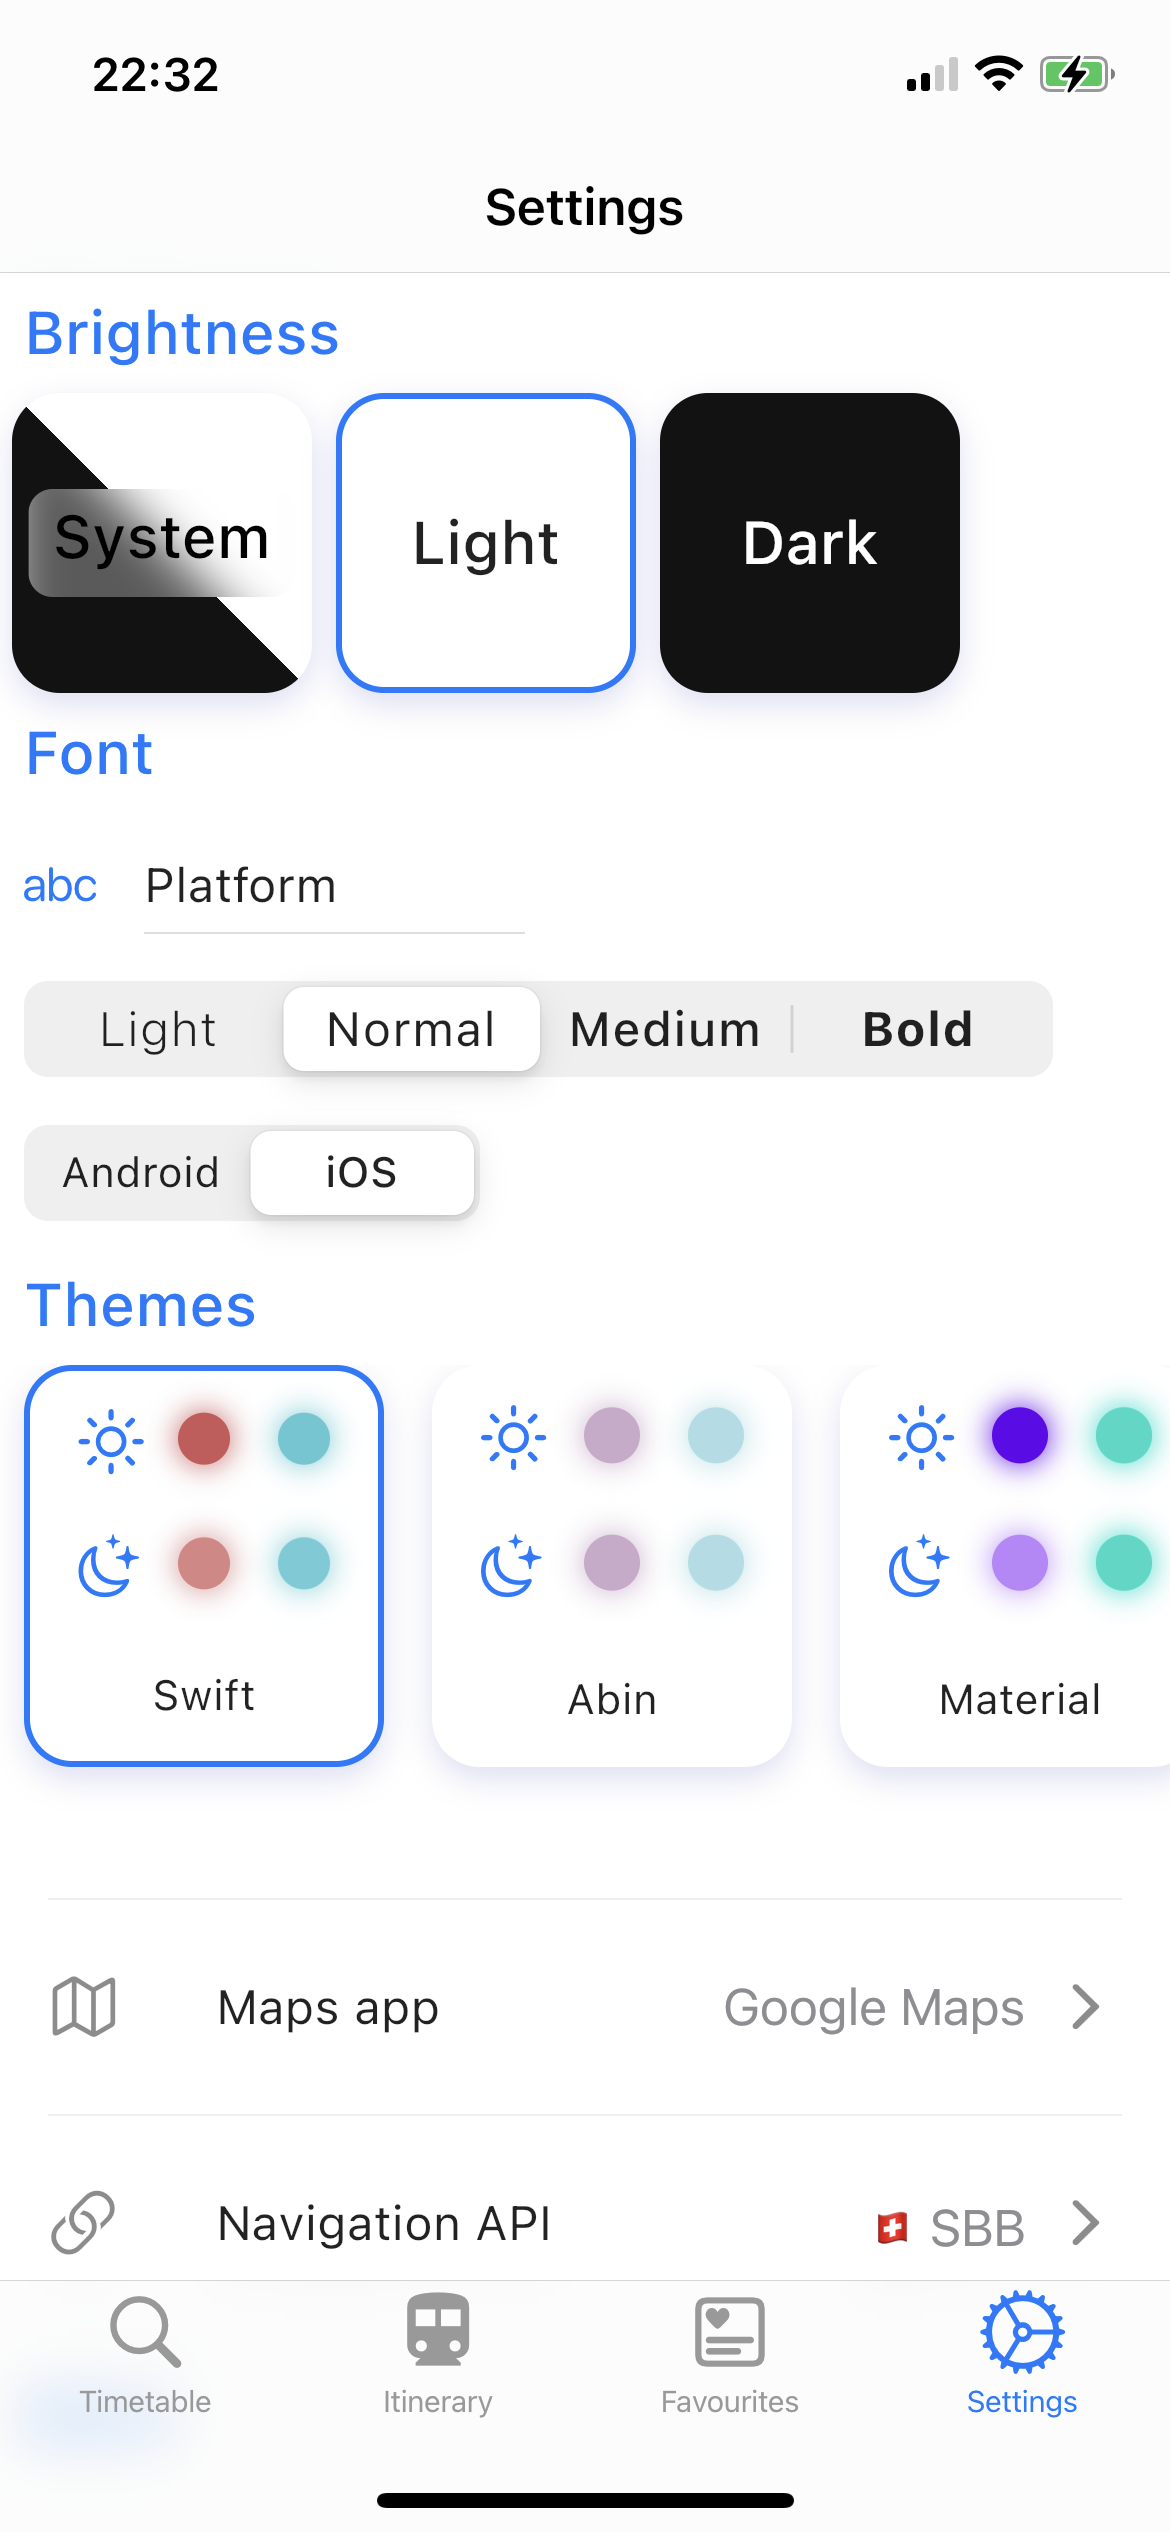 22:32
Settings
Brightness
System
Light
Dark
Font
abc
Platform
Light
Normal
Medium
Bold
Android
iOS
Themes
Swift
Abin
Material
Maps app
Google Maps
Navigation API
SBB
Timetable
Itinerary
Favourites
Settings